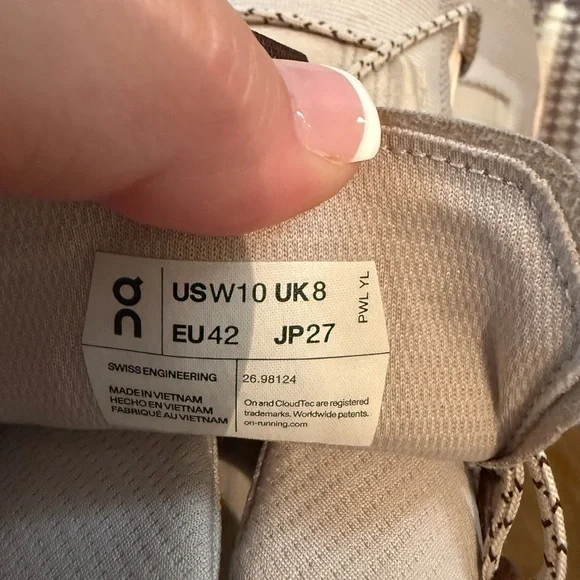 USW10 UK8
EU42 JP27
PWL YL
SWISS ENGINEERING
26.98124
MADE IN VIETNAM
HECHO EN VIETNAM
FABRIQUÉ AU VIETNAM
On and CloudTec are registered
trademarks. Worldwide patents.
on-running.com